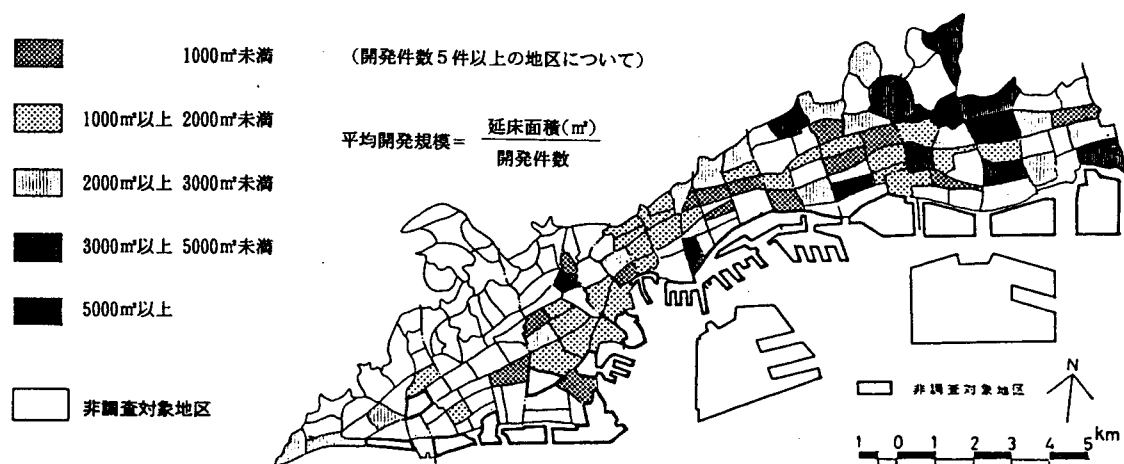 1000㎡未満
(開発件数5件以上の地区について)
1000㎡以上 2000㎡未満
平均開発規模= 延床面積(㎡)
開発件数
2000㎡以上 3000㎡未満
3000㎡以上 5000㎡未満
5000㎡以上
非調査対象地区
非調査対象地区
N
1 0 1 2 3 4 5 km